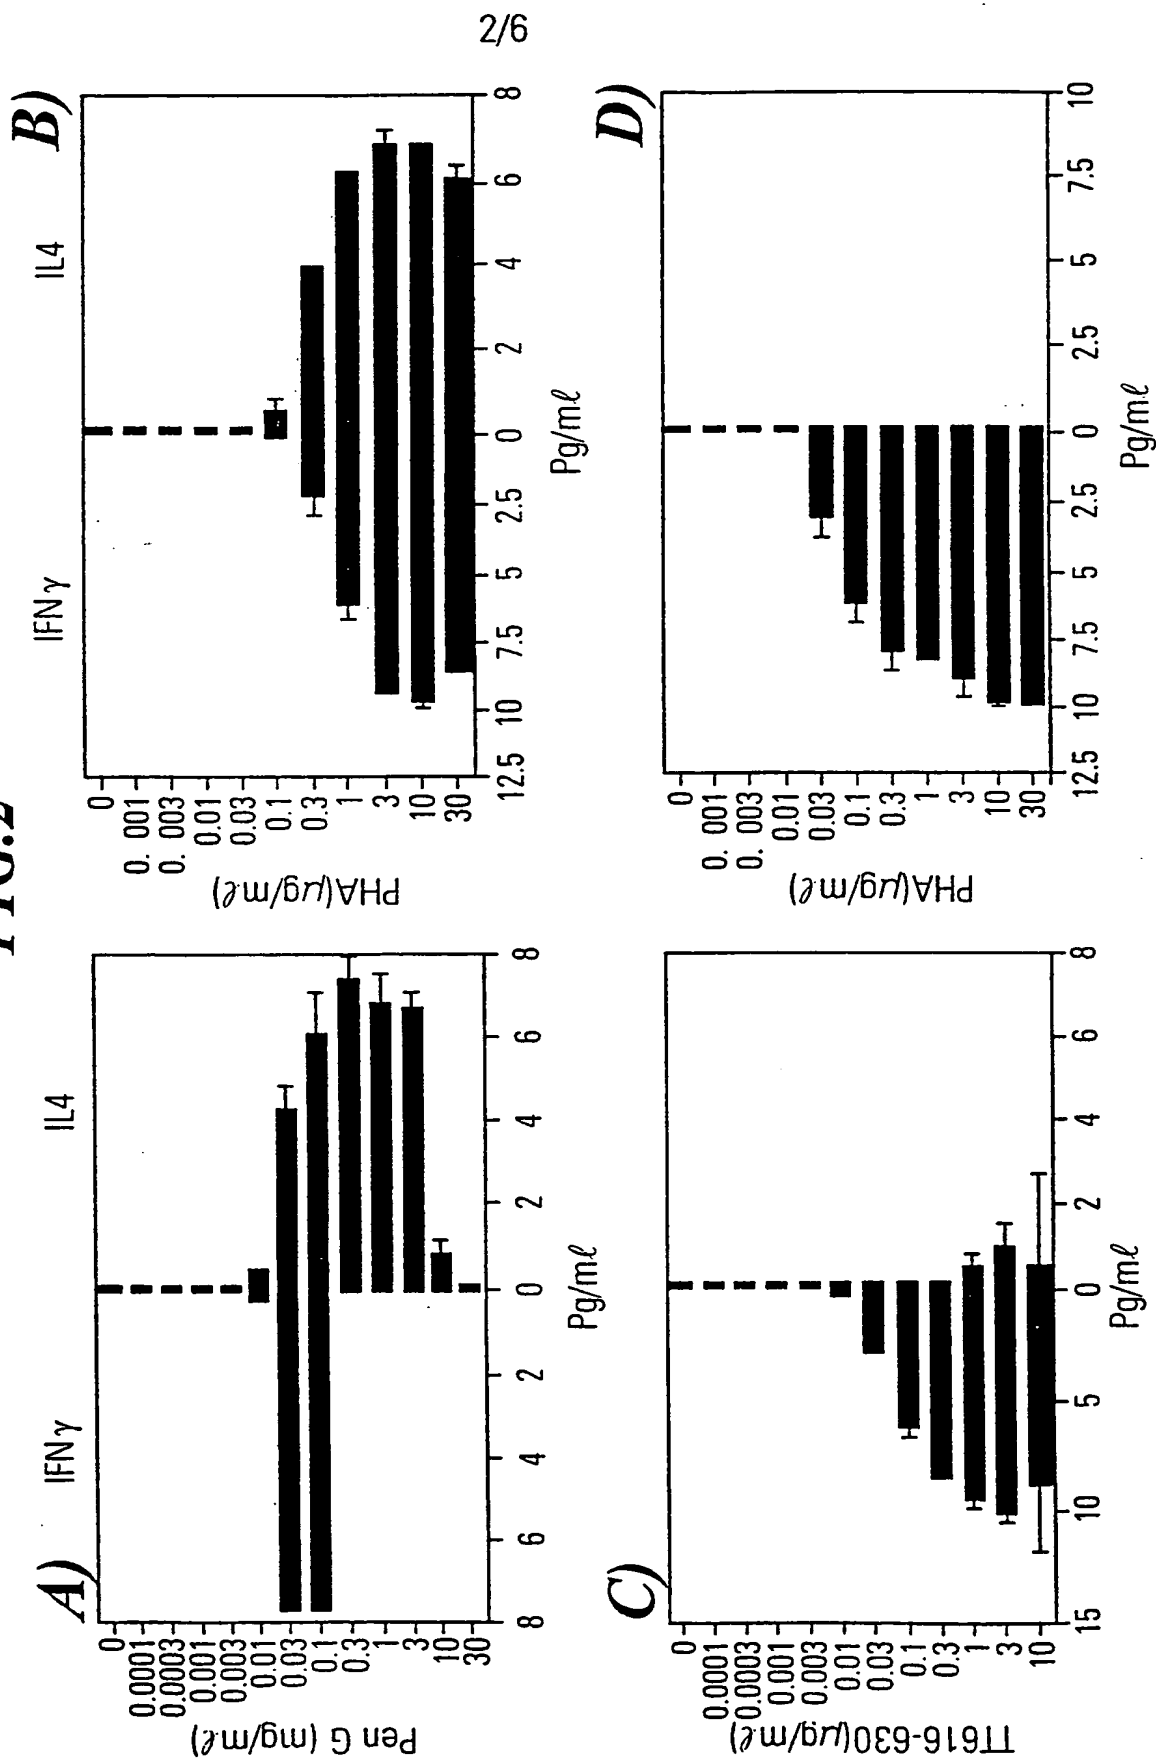 2/6
FIG.2
A)
IFNγ IL4
Pen G (mg/mℓ)
0
0.0001
0.0003
0.001
0.003
0.01
0.03
0.1
0.3
1
3
10
30
8 6 4 2 0 2 4 6 8
Pg/mℓ
B)
IFNγ IL4
PHA(μg/mℓ)
0
0. 001
0. 003
0.01
0.03
0.1
0.3
1
3
10
30
12.5 10 7.5 5 2.5 0 2 4 6 8
Pg/mℓ
C)
TT616-630(μg/mℓ)
0
0.0001
0.0003
0.001
0.003
0.01
0.03
0.1
0.3
1
3
10
15 10 5 0 2 4 6 8
Pg/mℓ
D)
PHA(μg/mℓ)
0
0. 001
0. 003
0.01
0.03
0.1
0.3
1
3
10
30
12.5 10 7.5 5 2.5 0 2.5 5 7.5 10
Pg/mℓ